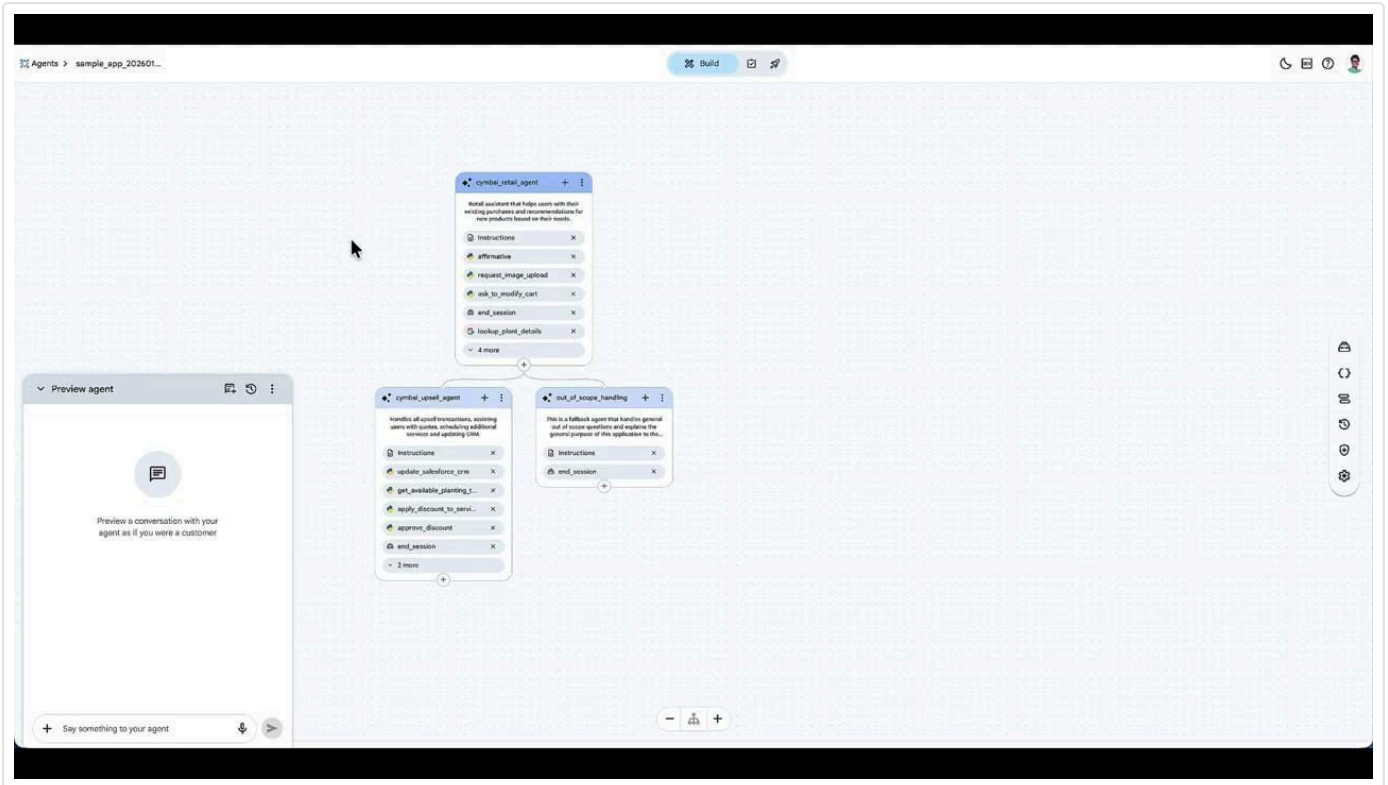 Agents > sample_app_202601...
Build
cymbal_retail_agent
Retail assistant that helps users with their
existing purchases and recommendations for
new products based on their needs.
Instructions
affirmative
request_image_upload
ask_to_modify_cart
end_session
lookup_plant_details
4 more
Preview agent
Preview a conversation with your
agent as if you were a customer
Say something to your agent
cymbal_upsell_agent
Handles all upsell transactions, assisting
users with quotes, scheduling additional
services and updating CRM.
Instructions
update_salesforce_crm
get_available_planting_t...
apply_discount_to_servi...
approve_discount
end_session
2 more
out_of_scope_handling
This is a fallback agent that handles general
out of scope questions and explains the
general purpose of this application to the...
Instructions
end_session